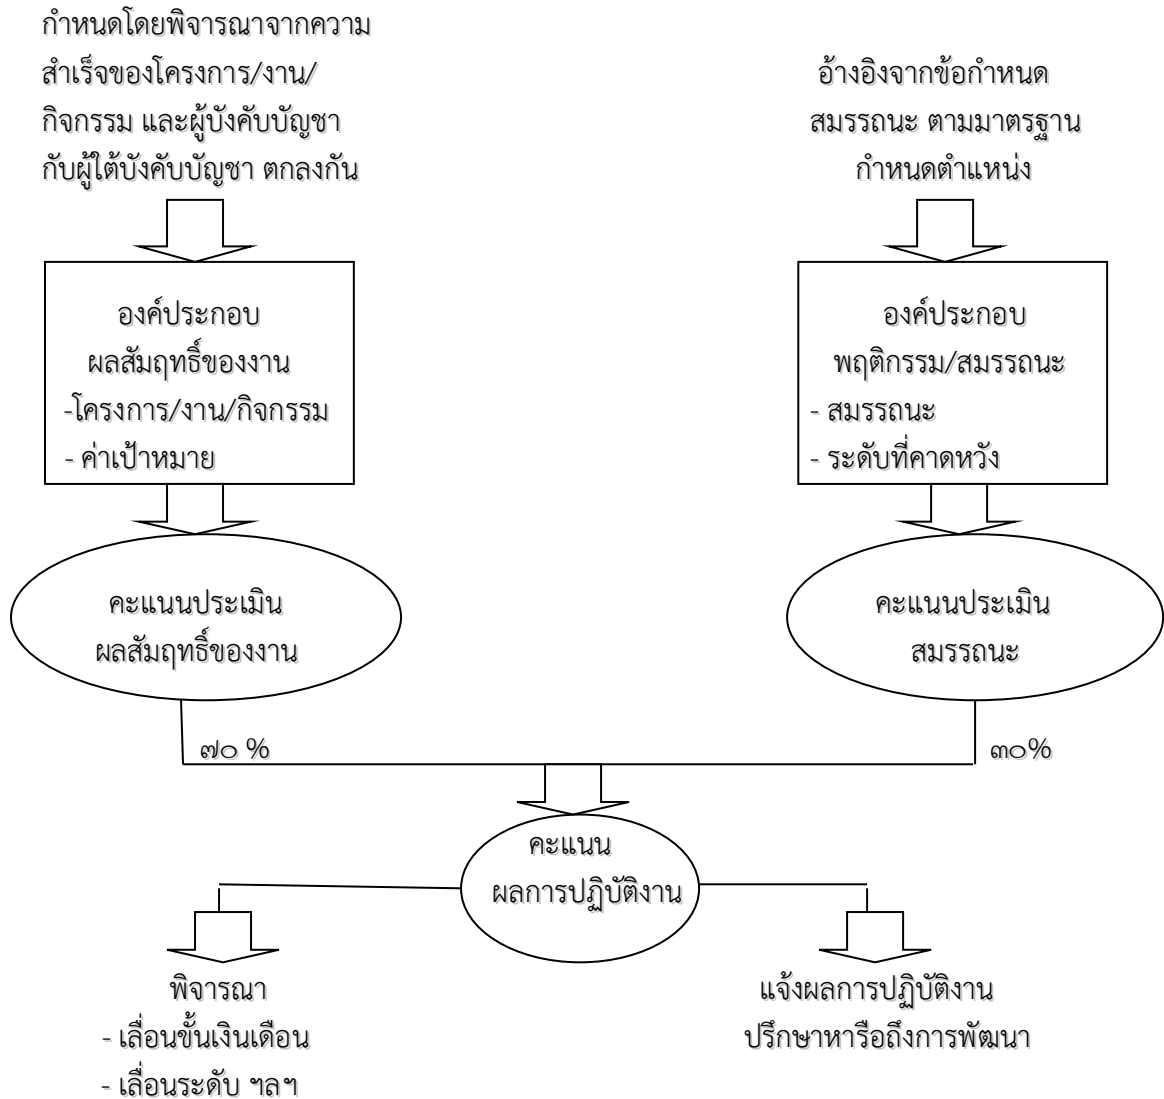 กำหนดโดยพิจารณาจากความ
สำเร็จของโครงการ/งาน/
กิจกรรม และผู้บังคับบัญชา
กับผู้ใต้บังคับบัญชา ตกลงกัน
อ้างอิงจากข้อกำหนด
สมรรถนะ ตามมาตรฐาน
กำหนดตำแหน่ง
องค์ประกอบ
ผลสัมฤทธิ์ของงาน
-โครงการ/งาน/กิจกรรม
- ค่าเป้าหมาย
องค์ประกอบ
พฤติกรรม/สมรรถนะ
- สมรรถนะ
- ระดับที่คาดหวัง
คะแนนประเมิน
ผลสัมฤทธิ์ของงาน
คะแนนประเมิน
สมรรถนะ
๗๐ %
๓๐%
คะแนน
ผลการปฏิบัติงาน
พิจารณา
- เลื่อนขั้นเงินเดือน
- เลื่อนระดับ ฯลฯ
แจ้งผลการปฏิบัติงาน
ปรึกษาหารือถึงการพัฒนา